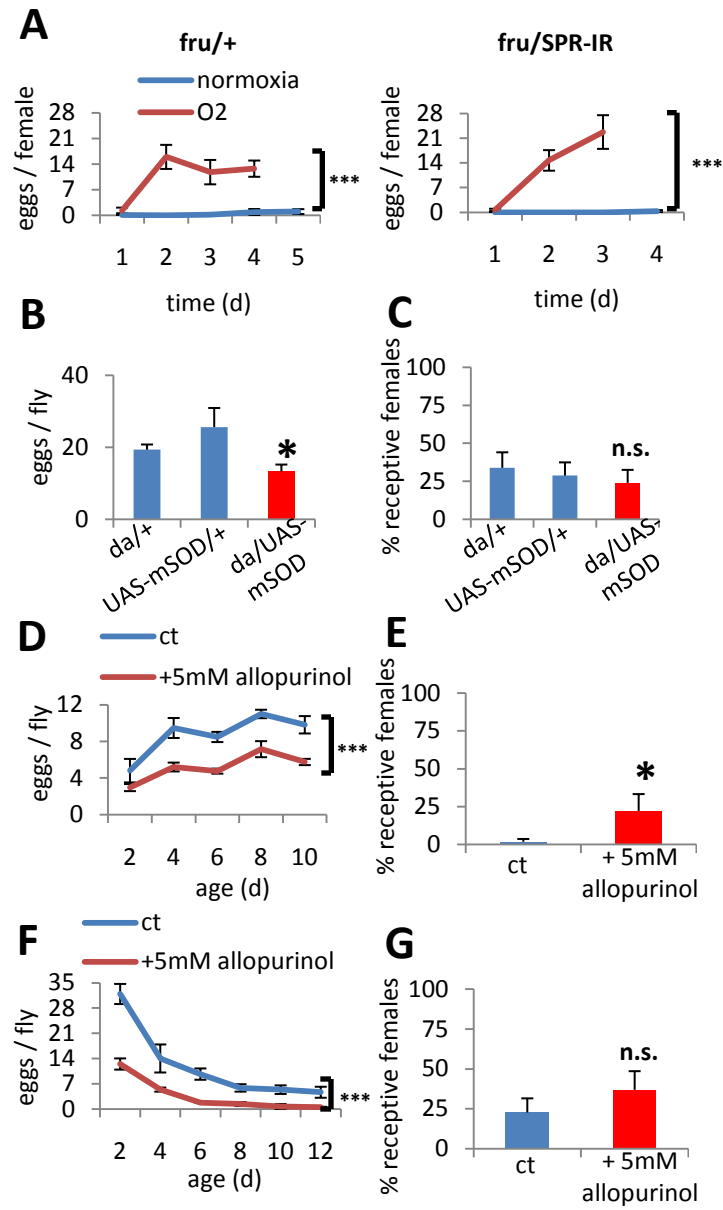 A
fru/+
fru/SPR-IR
normoxia
O2
eggs / female
28
21
14
7
0
***
1 2 3 4 5
time (d)
eggs / female
28
21
14
7
0
***
1 2 3 4
time (d)
B
eggs / fly
40
20
0
*
da/+
UAS-mSOD/+
da/UAS-
mSOD
C
% receptive females
100
75
50
25
0
n.s.
da/+
UAS-mSOD/+
da/UAS-
mSOD
D
ct
+5mM allopurinol
eggs / fly
12
8
4
0
***
2 4 6 8 10
age (d)
E
% receptive females
100
75
50
25
0
*
ct
+ 5mM
allopurinol
F
ct
+5mM allopurinol
eggs / fly
35
28
21
14
7
0
***
2 4 6 8 10 12
age (d)
G
% receptive females
100
75
50
25
0
n.s.
ct
+ 5mM
allopurinol